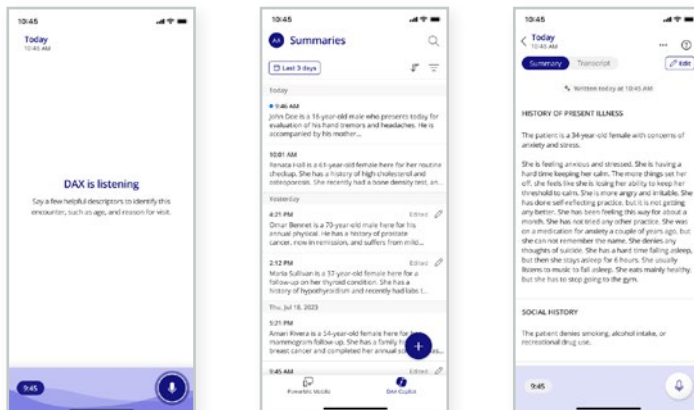 10:45
Today
10:45 AM
DAX is listening
Say a few helpful descriptors to identify this
encounter, such as age, and reason for visit.
9:45
10:45
AA Summaries
Last 3 days
Today
9:46 AM
John Doe is a 16-year-old male who presents today for
evaluation of his hand tremors and headaches. He is
accompanied by his mother...
10:01 AM
Renata Hall is a 61-year-old female here for her routine
checkup. She has a history of high cholesterol and
osteoporosis. She recently had a bone density test, an...
Yesterday
4:21 PM Edited
Omar Bennet is a 70-year-old male here for his
annual physical. He has a history of prostate
cancer, now in remission, and suffers from mild...
2:12 PM Edited
Maria Sullivan is a 37-year-old female here for a
follow-up on her thyroid condition. She has a
history of hypothyroidism and recently had labs t...
Thu, Jul 18, 2023
5:21 PM
Amari Rivera is a 54-year-old female here for
mammogram follow up. She has a family
breast cancer and completed her annual
9:45 AM Edited
PowerMic Mobile
DAX Copilot
10:45
Today
10:45 AM
Summary
Transcript
Edit
Written today at 10:45 AM
HISTORY OF PRESENT ILLNESS
The patient is a 34-year-old female with concerns of
anxiety and stress.
She is feeling anxious and stressed. She is having a
hard time keeping her calm. The more things set her
off, she feels like she is losing her ability to keep her
threshold to calm. She is more angry and irritable. She
has done self-reflecting practice, but it is not getting
any better. She has been feeling this way for about a
month. She has not tried any other practice. She was
on a medication for anxiety a couple of years ago, but
she can not remember the name. She denies any
thoughts of suicide. She has a hard time falling asleep,
but then she stays asleep for 6 hours. She usually
listens to music to fall asleep. She eats mainly healthy,
but she has to stop going to the gym.
SOCIAL HISTORY
The patient denies smoking, alcohol intake, or
recreational drug use.
9:45